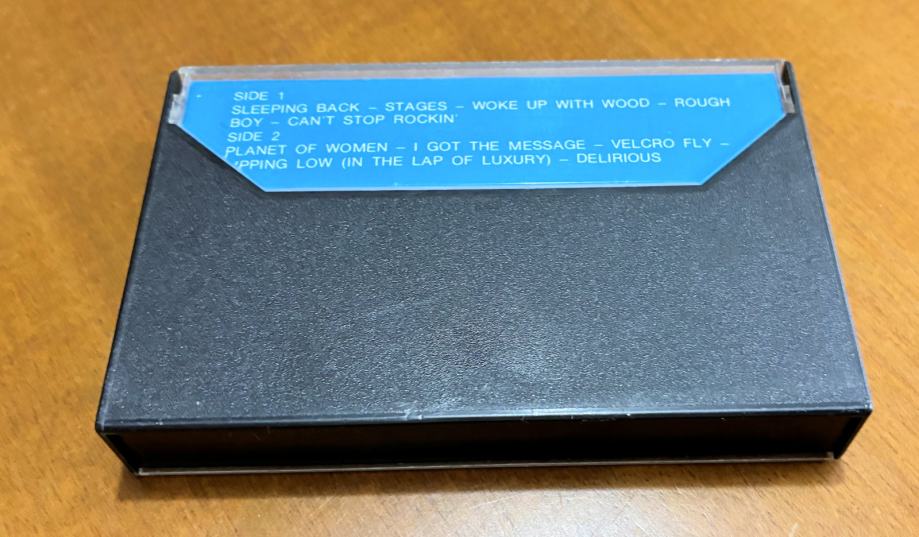 SIDE 1
SLEEPING BACK – STAGES – WOKE UP WITH WOOD – ROUGH
BOY – CAN'T STOP ROCKIN'
SIDE 2
PLANET OF WOMEN – I GOT THE MESSAGE – VELCRO FLY –
LOW (IN THE LAP OF LUXURY) – DELIRIOUS